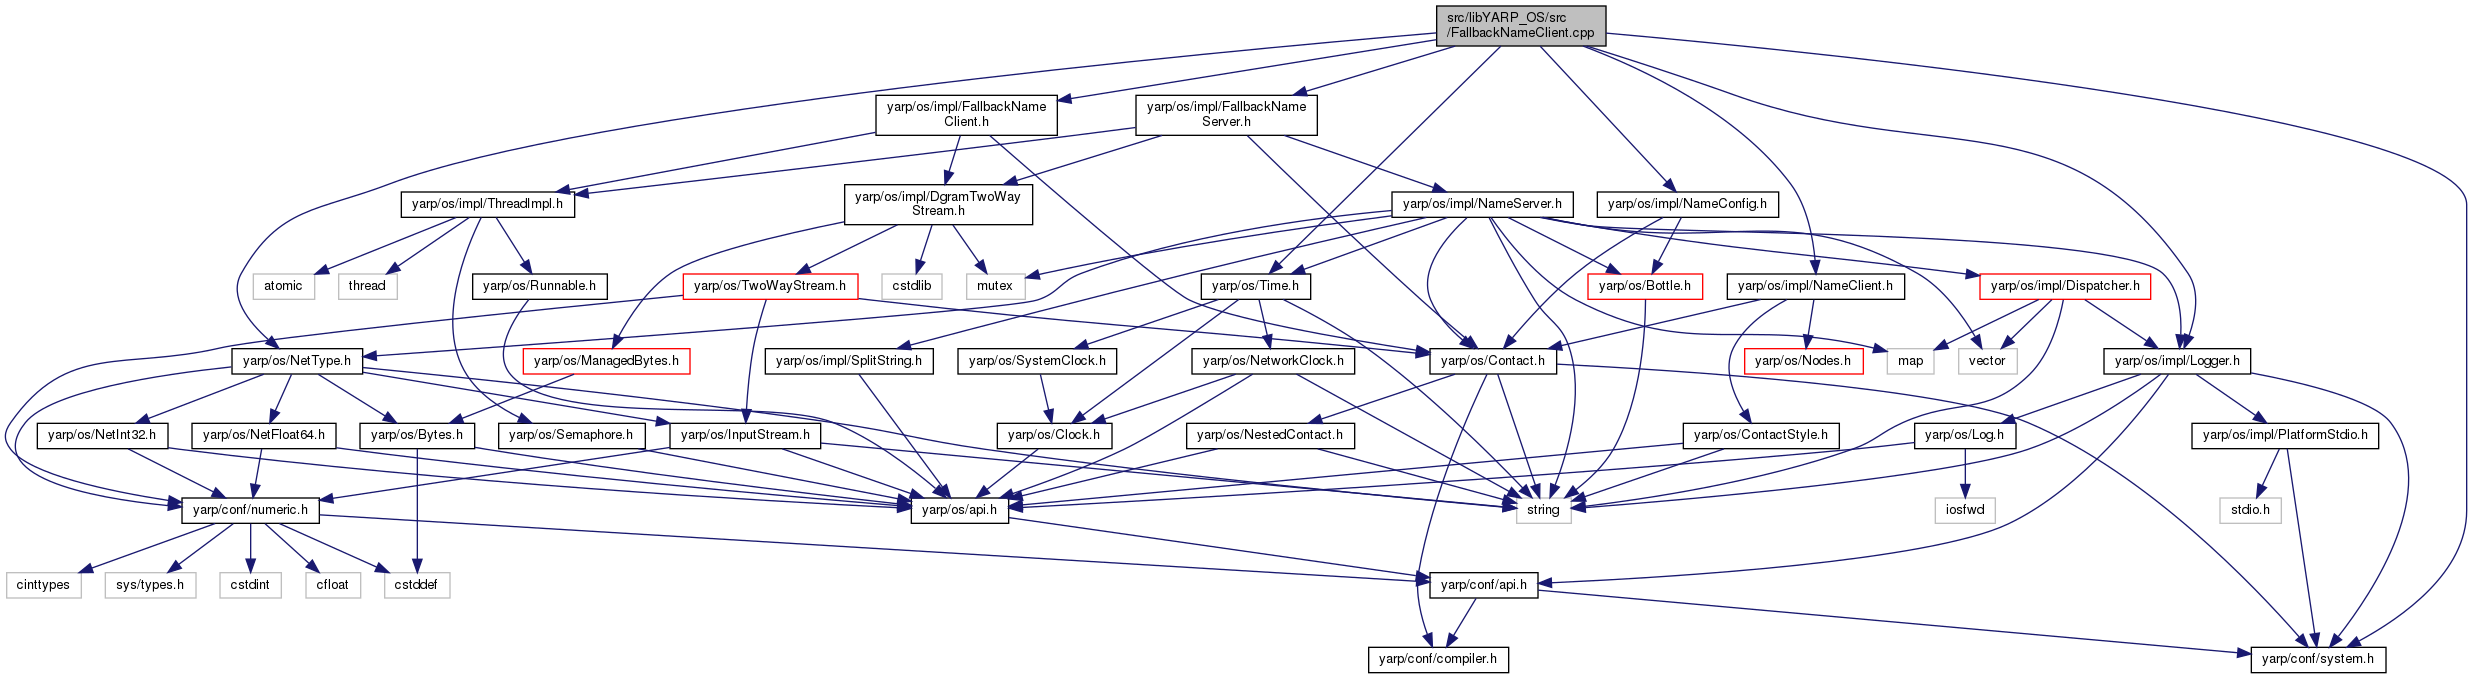 src/libYARP_OS/src
/FallbackNameClient.cpp
yarp/os/impl/FallbackName
Client.h
yarp/os/impl/FallbackName
Server.h
yarp/os/impl/ThreadImpl.h
yarp/os/impl/DgramTwoWay
Stream.h
yarp/os/impl/NameServer.h
yarp/os/impl/NameConfig.h
atomic
thread
yarp/os/Runnable.h
yarp/os/TwoWayStream.h
cstdlib
mutex
yarp/os/Time.h
yarp/os/Bottle.h
yarp/os/impl/NameClient.h
yarp/os/impl/Dispatcher.h
yarp/os/NetType.h
yarp/os/ManagedBytes.h
yarp/os/impl/SplitString.h
yarp/os/SystemClock.h
yarp/os/NetworkClock.h
yarp/os/Contact.h
yarp/os/Nodes.h
map
vector
yarp/os/impl/Logger.h
yarp/os/NetInt32.h
yarp/os/NetFloat64.h
yarp/os/Bytes.h
yarp/os/Semaphore.h
yarp/os/InputStream.h
yarp/os/Clock.h
yarp/os/NestedContact.h
yarp/os/ContactStyle.h
yarp/os/Log.h
yarp/os/impl/PlatformStdio.h
yarp/conf/numeric.h
yarp/os/api.h
string
iosfwd
stdio.h
cinttypes
sys/types.h
cstdint
cfloat
cstddef
yarp/conf/api.h
yarp/conf/compiler.h
yarp/conf/system.h